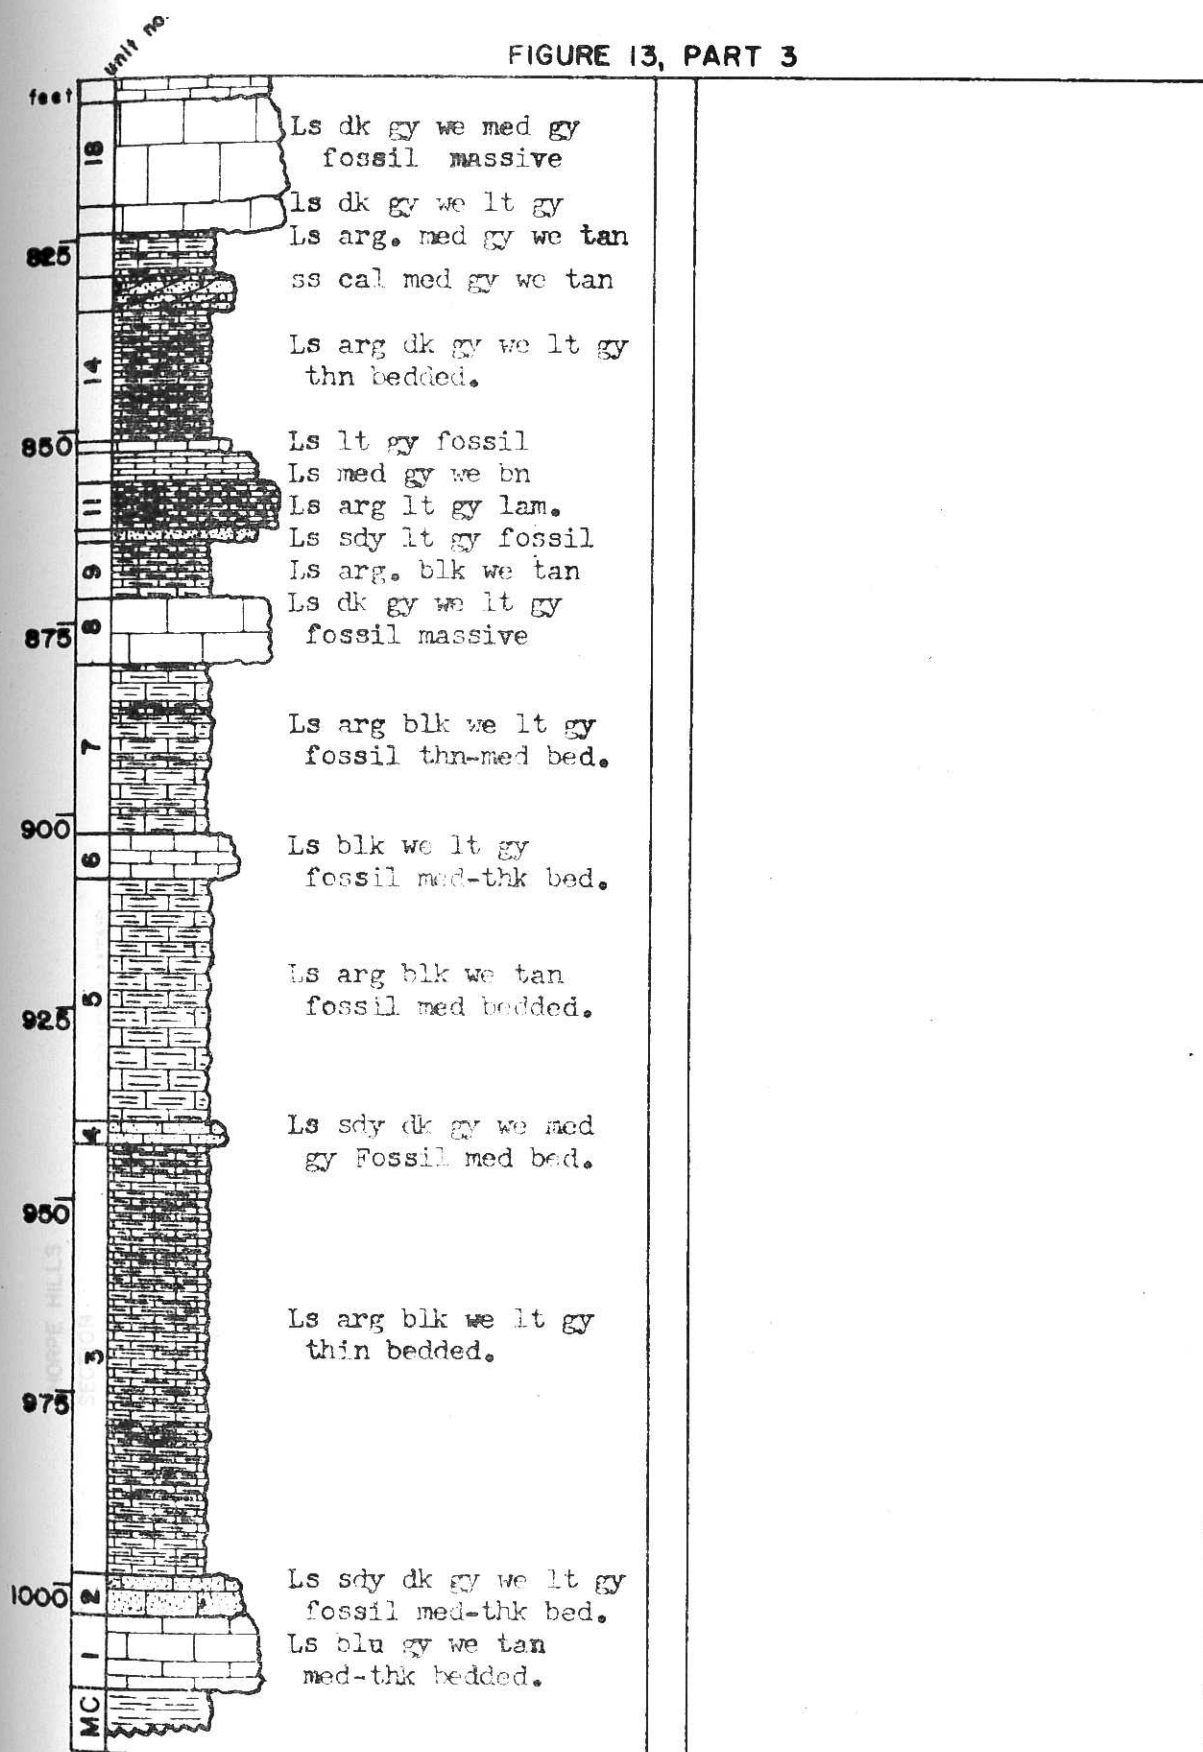 unit no.
FIGURE 13, PART 3
feet
18
Ls dk gy we med gy
fossil massive
ls dk gy we lt gy
Ls arg. med gy we tan
825
ss cal med gy we tan
14
Ls arg dk gy we lt gy
thn bedded.
850
Ls lt gy fossil
Ls med gy we bn
11
Ls arg lt gy lam.
Ls sdy lt gy fossil
9
Ls arg. blk we tan
8
Ls dk gy we lt gy
875
fossil massive
7
Ls arg blk we lt gy
fossil thn-med bed.
900
6
Ls blk we lt gy
fossil med-thk bed.
5
Ls arg blk we tan
fossil med bedded.
925
4
Ls sdy dk gy we med
gy Fossil med bed.
950
3
Ls arg blk we lt gy
thin bedded.
975
1000
2
Ls sdy dk gy we lt gy
fossil med-thk bed.
1
Ls blu gy we tan
med-thk bedded.
MC